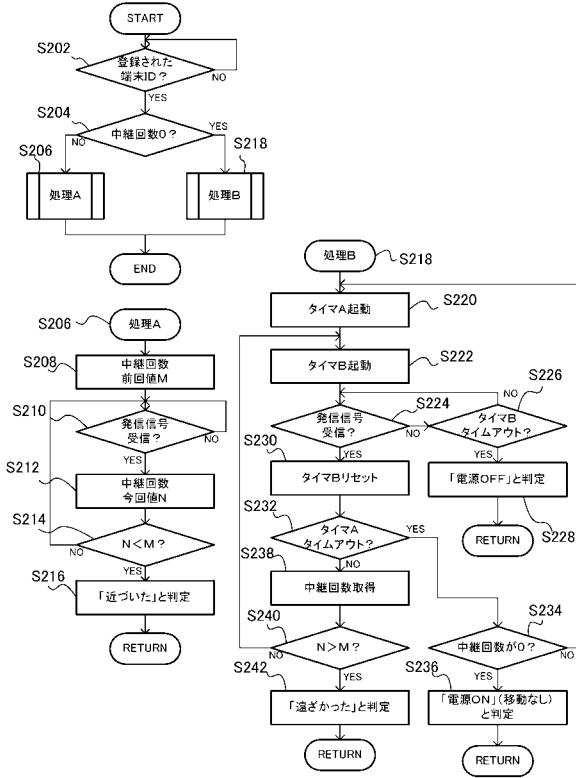 START
S202
登録された
端末ID？
NO
YES
S204
中継回数0？
NO
YES
S206
S218
処理A
処理B
END
S206
処理A
S208
中継回数
前回値M
S210
発信信号
受信？
NO
YES
S212
中継回数
今回値N
S214
N＜M？
NO
YES
S216
「近づいた」と判定
RETURN
処理B
S218
タイマA起動
S220
タイマB起動
S222
S224
発信信号
受信？
NO
YES
S226
NO
タイマB
タイムアウト？
YES
「電源OFF」と判定
S228
RETURN
S230
タイマBリセット
S232
タイマA
タイムアウト？
YES
NO
S238
中継回数取得
S240
N＞M？
NO
YES
S242
「遠ざかった」と判定
RETURN
S234
中継回数が0？
NO
YES
S236
「電源ON」（移動なし）
と判定
RETURN